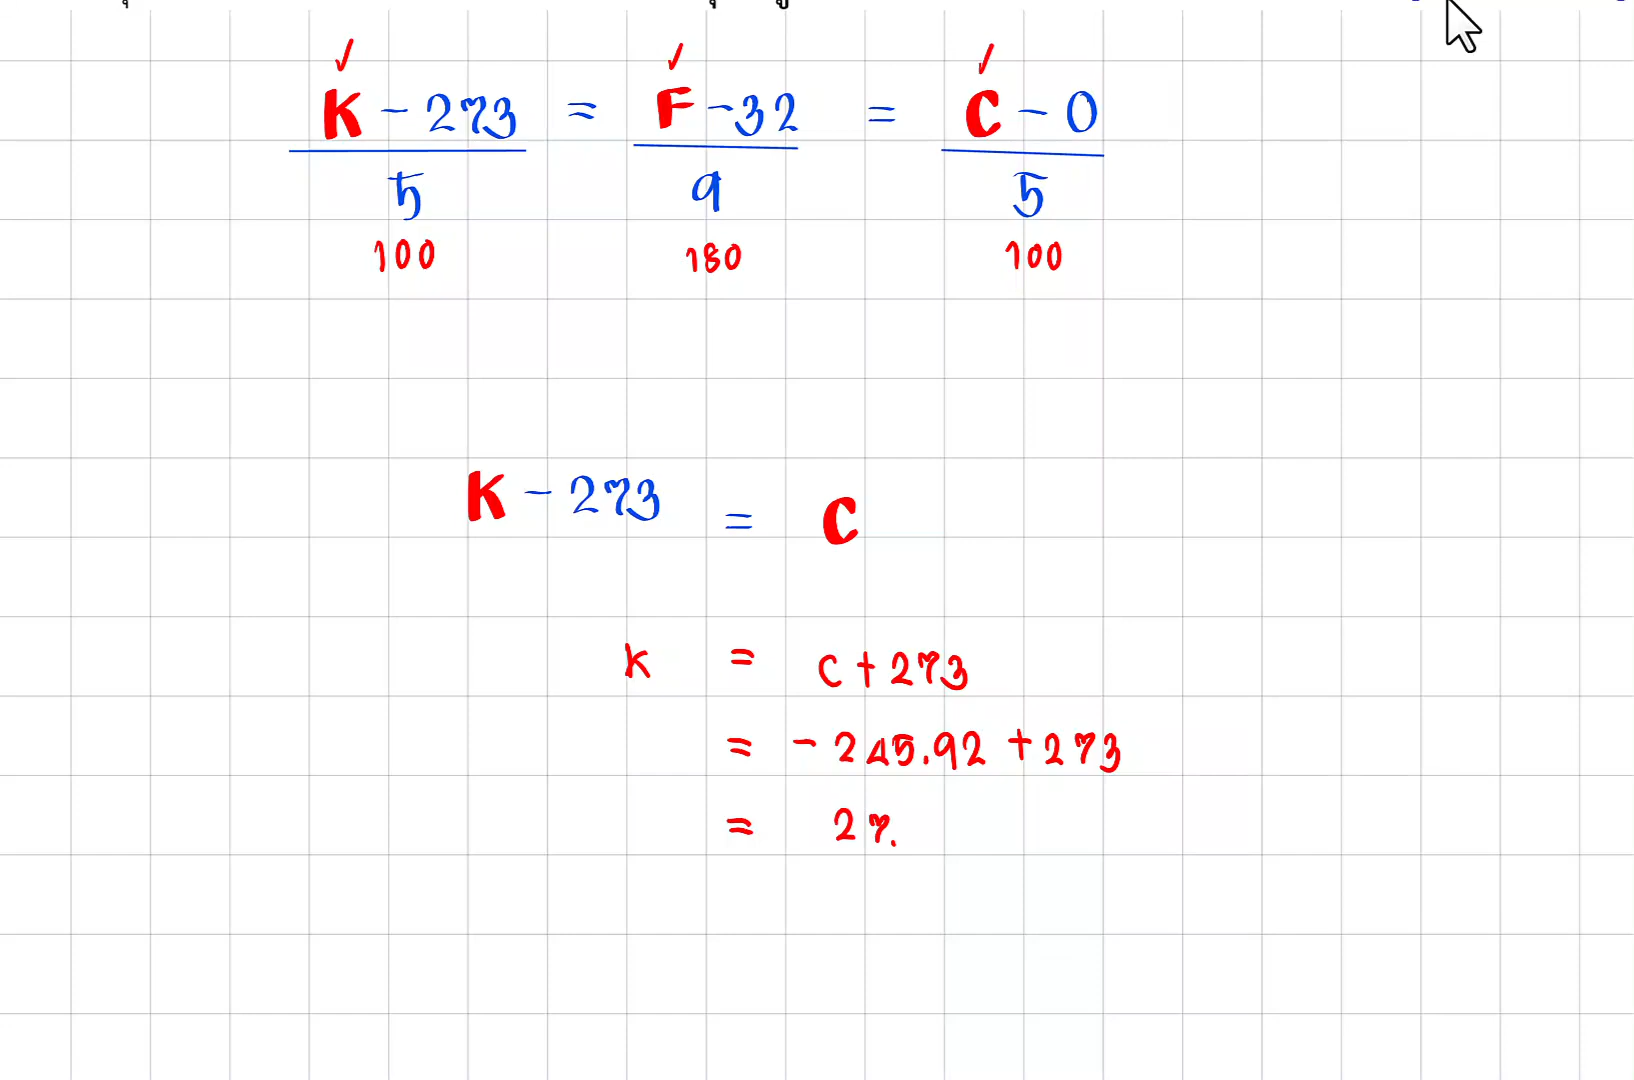 K - 273 = F - 32 = C - 0
5 9 5
100 180 100
K - 273 = C
k = c + 273
= - 245.92 + 273
= 27.